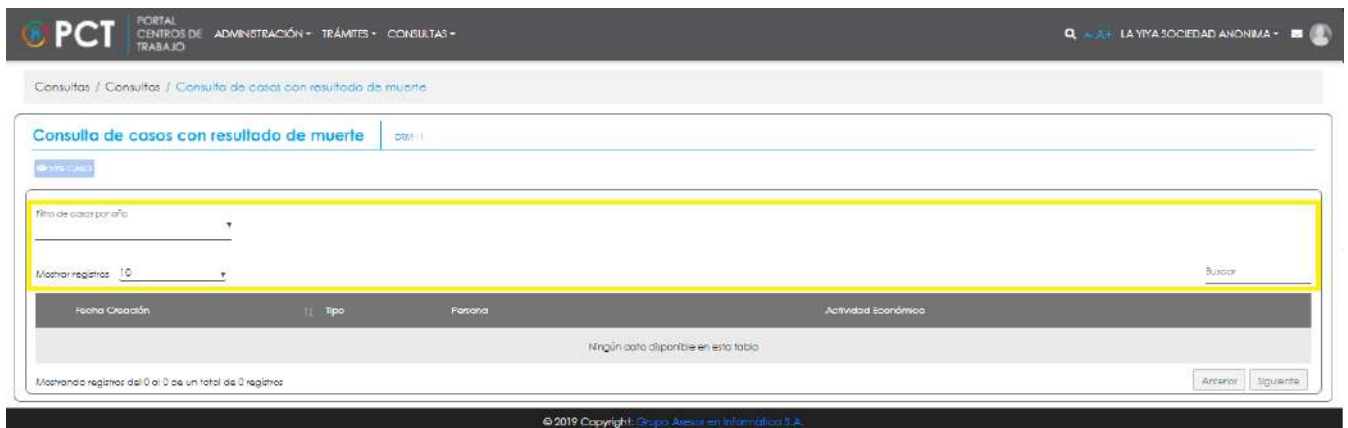 PCT
PORTAL
CENTROS DE
TRABAJO
ADMINISTRACIÓN
TRÁMITES
CONSULTAS
A- A+ LA YIYA SOCIEDAD ANONIMA
Consultas / Consultas / Consulta de casos con resultado de muerte
Consulta de casos con resultado de muerte
VER CASO
Filtro de casos por año
Mostrar registros 10
Buscar
Fecha Creación Tipo Persona Actividad Económica
Ningún dato disponible en esta tabla
Mostrando registros del 0 al 0 de un total de 0 registros
Anterior Siguiente
© 2019 Copyright: Grupo Asesor en Informática S.A.